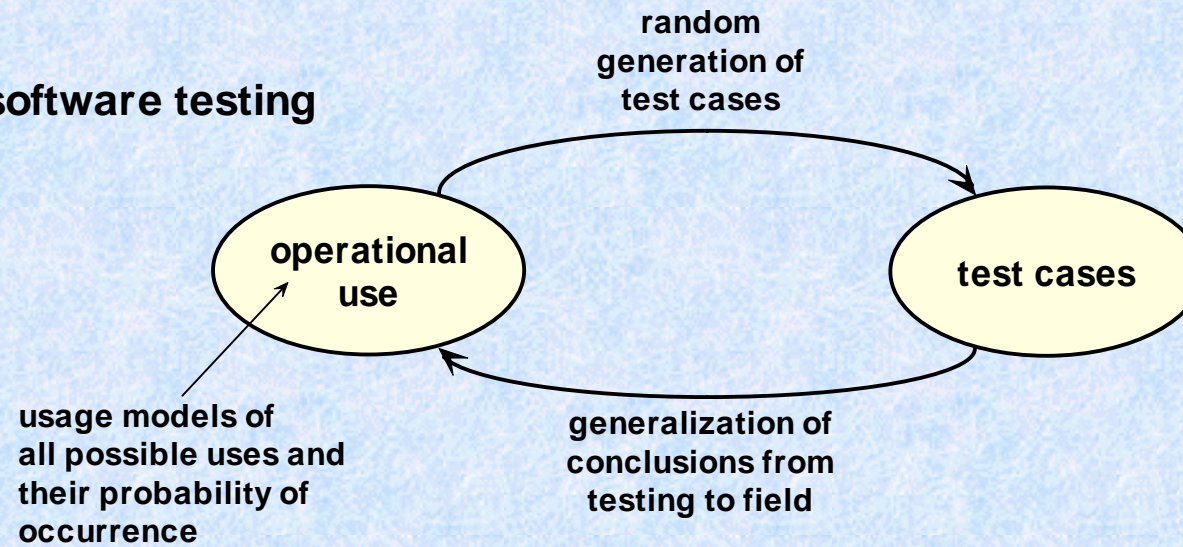 random
generation of
test cases
software testing
operational
use
test cases
usage models of
all possible uses and
their probability of
occurrence
generalization of
conclusions from
testing to field